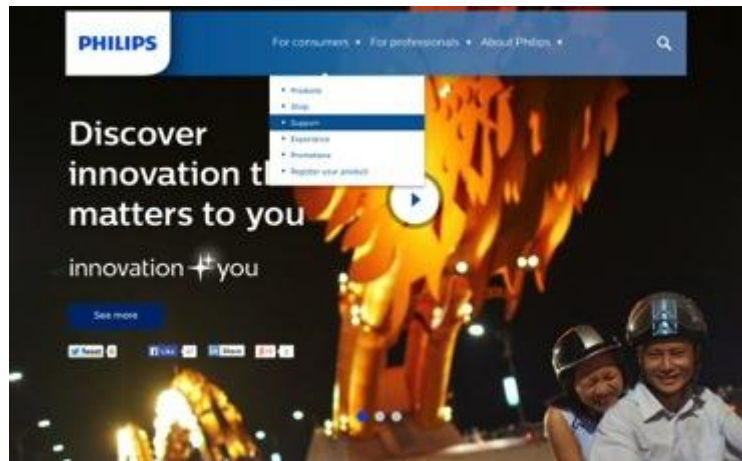 PHILIPS
For consumers For professionals About Philips
Products
Shop
Support
Experience
Promotions
Register your product
Discover
innovation th
matters to you
innovation you
See more
Tweet
Like
Share